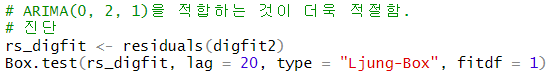 # ARIMA(0, 2, 1)을 적합하는 것이 더욱 적절함.
# 진단
rs_digfit <- residuals(digfit2)
Box.test(rs_digfit, lag = 20, type = "Ljung-Box", fitdf = 1)